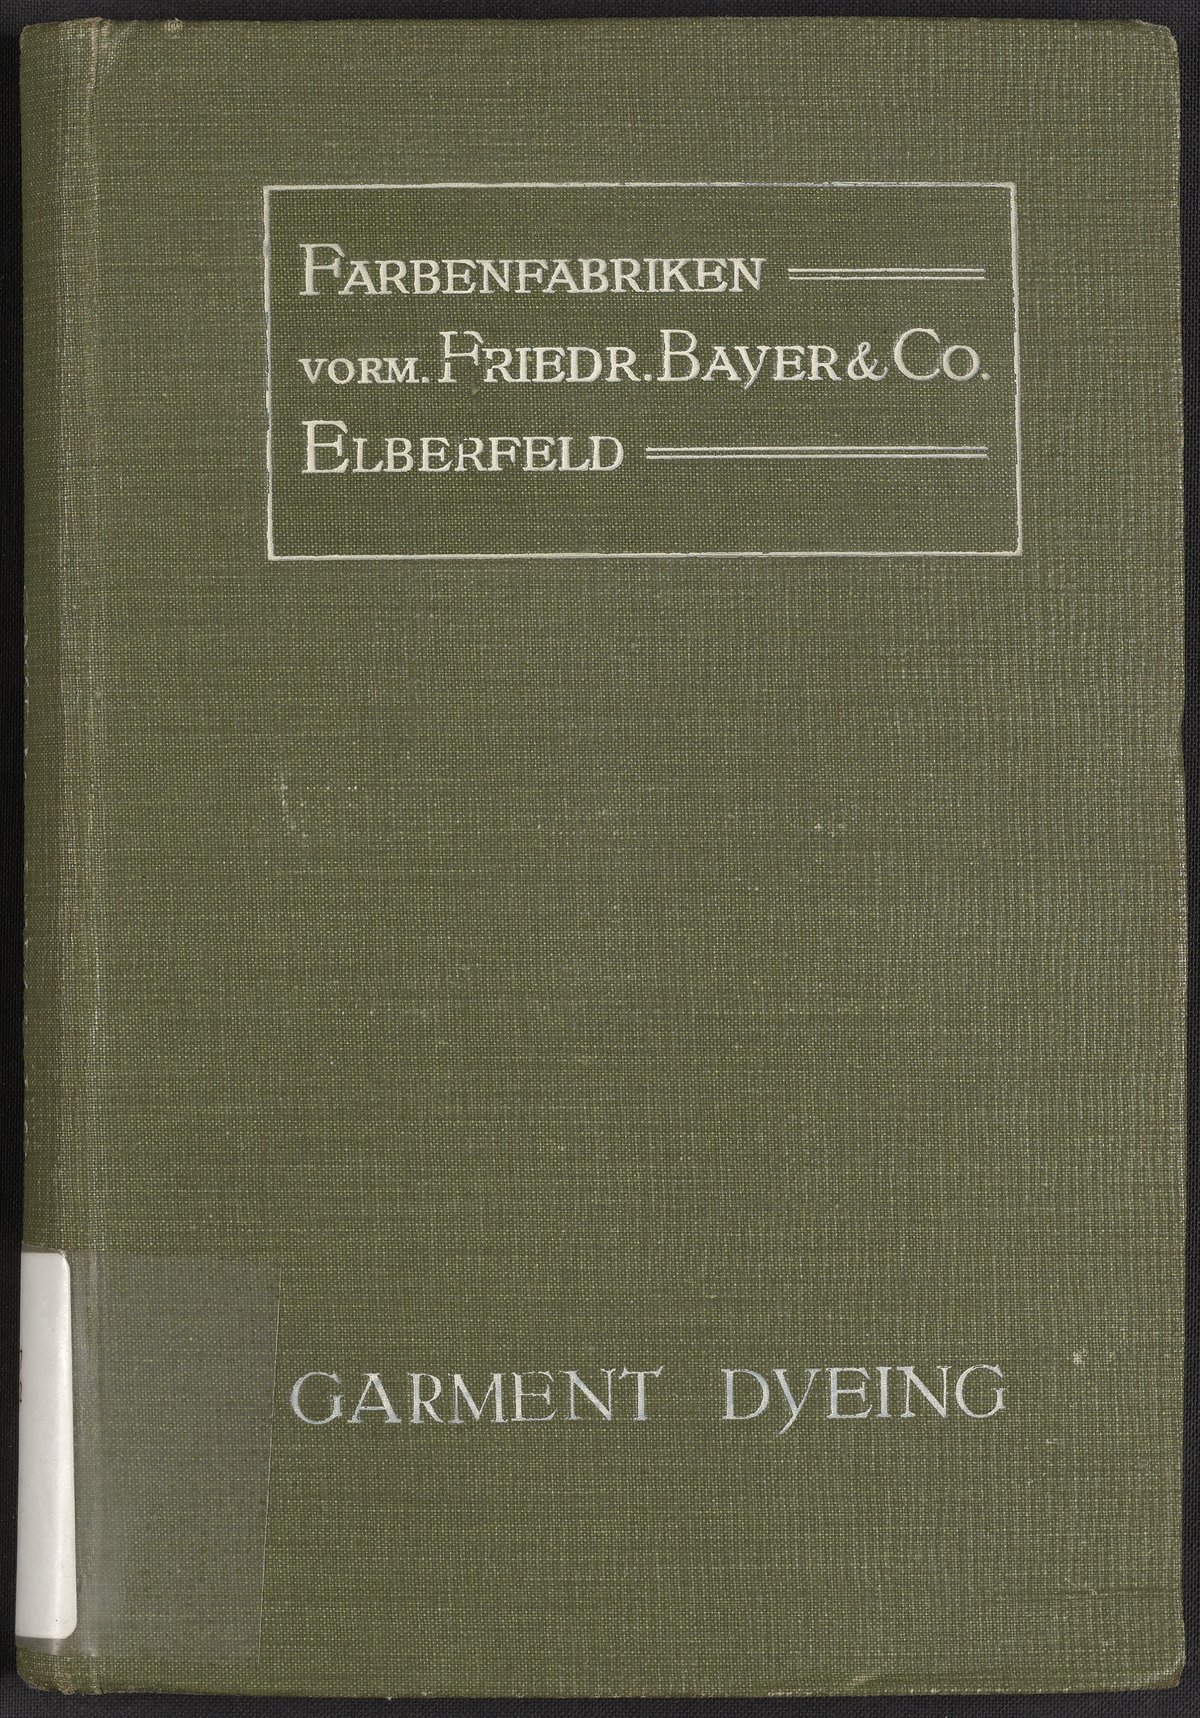 FARBENFABRIKEN
VORM. FRIEDR. BAYER & CO.
ELBERFELD
GARMENT DYEING